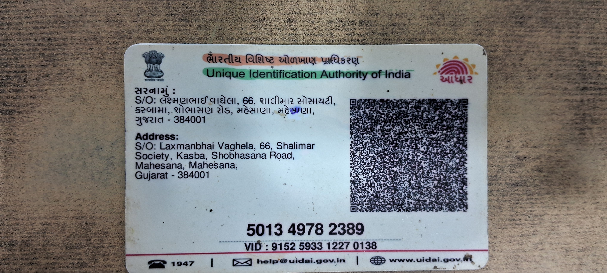 ભારતીય વિશિષ્ટ ઓળખાણ પ્રાધિકરણ
Unique Identification Authority of India
આધાર
સરનામું :
S/O: લક્ષ્મણભાઈ વાઘેલા, 66, શાલીમાર સોસાયટી,
કસ્બામાં, શોભાસણ રોડ, મહેસાણા, મહેસાણા,
ગુજરાત - 384001
Address:
S/O: Laxmanbhai Vaghela, 66, Shalimar
Society, Kasba, Shobhasana Road,
Mahesana, Mahesana,
Gujarat - 384001
5013 4978 2389
VID : 9152 5933 1227 0138
1947 | help@uidai.gov.in | www.uidai.gov.in